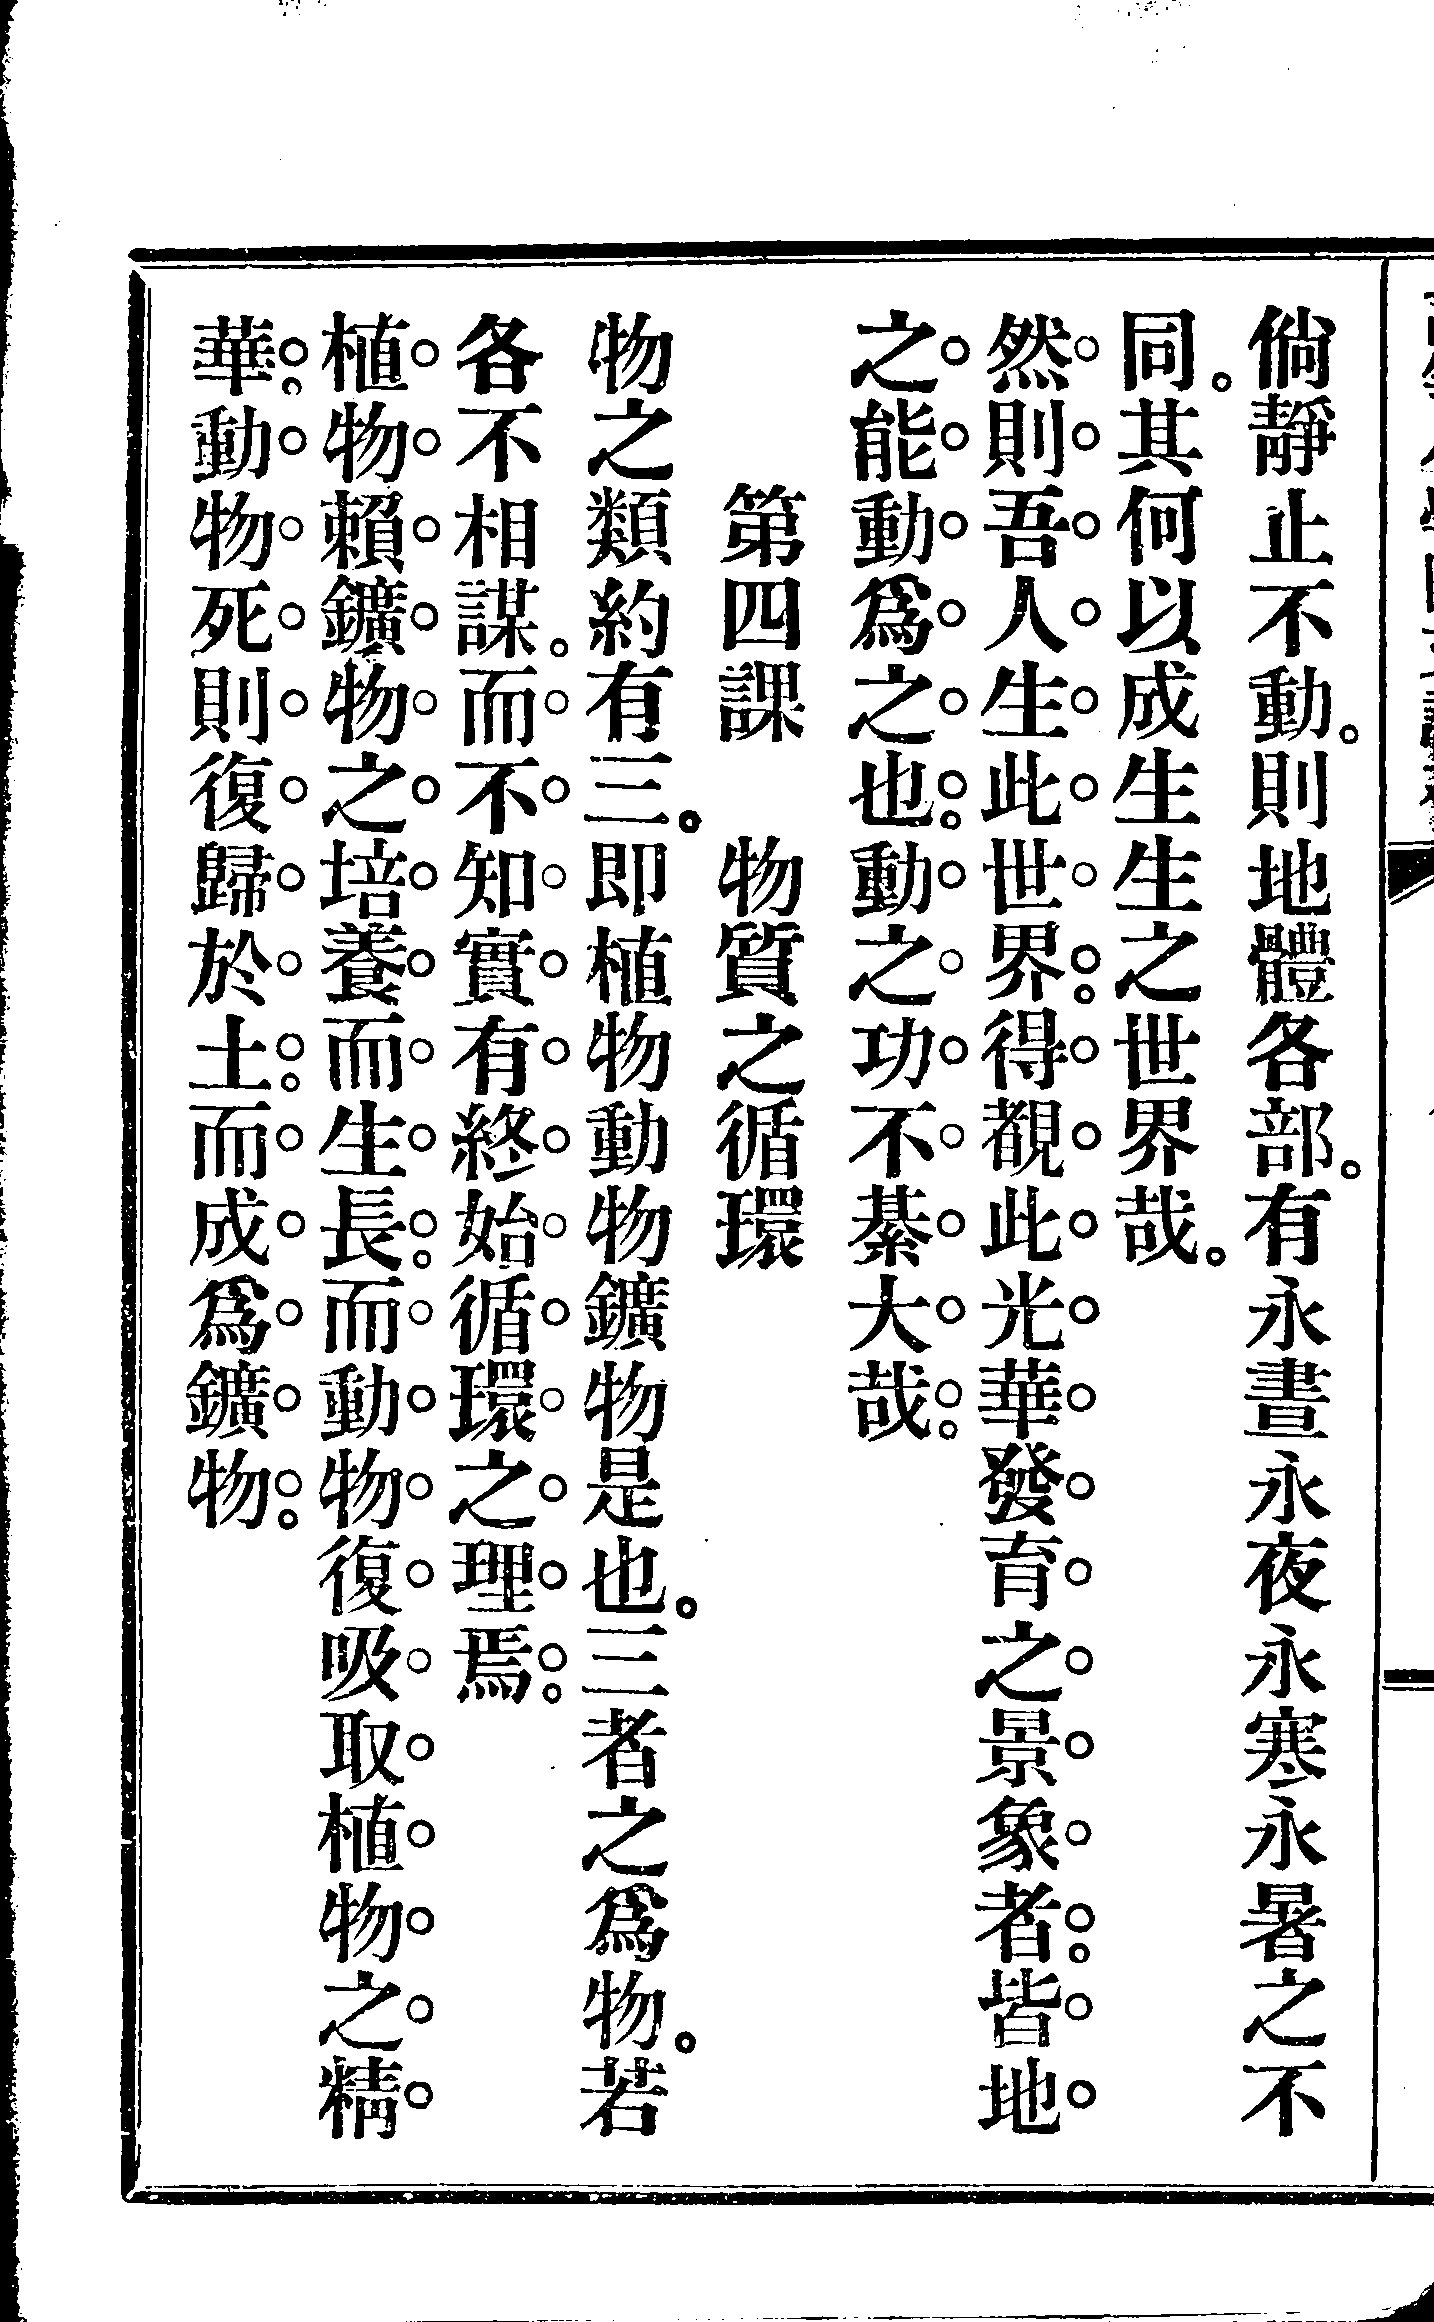 倘靜止不動。則地體各部。有永晝永夜永寒永暑之不
同。其何以成生生之世界哉。
然則吾人生此世界。得覩此光華發育之景象者。皆地
之能動爲之也。動之功不綦大哉。
第四課　物質之循環
物之類約有三。即植物動物鑛物是也。三者之爲物。若
各不相謀。而不知實有終始循環之理焉。
植物賴鑛物之培養而生長。而動物復吸取植物之精
華。動物死則復歸於土。而成爲鑛物。